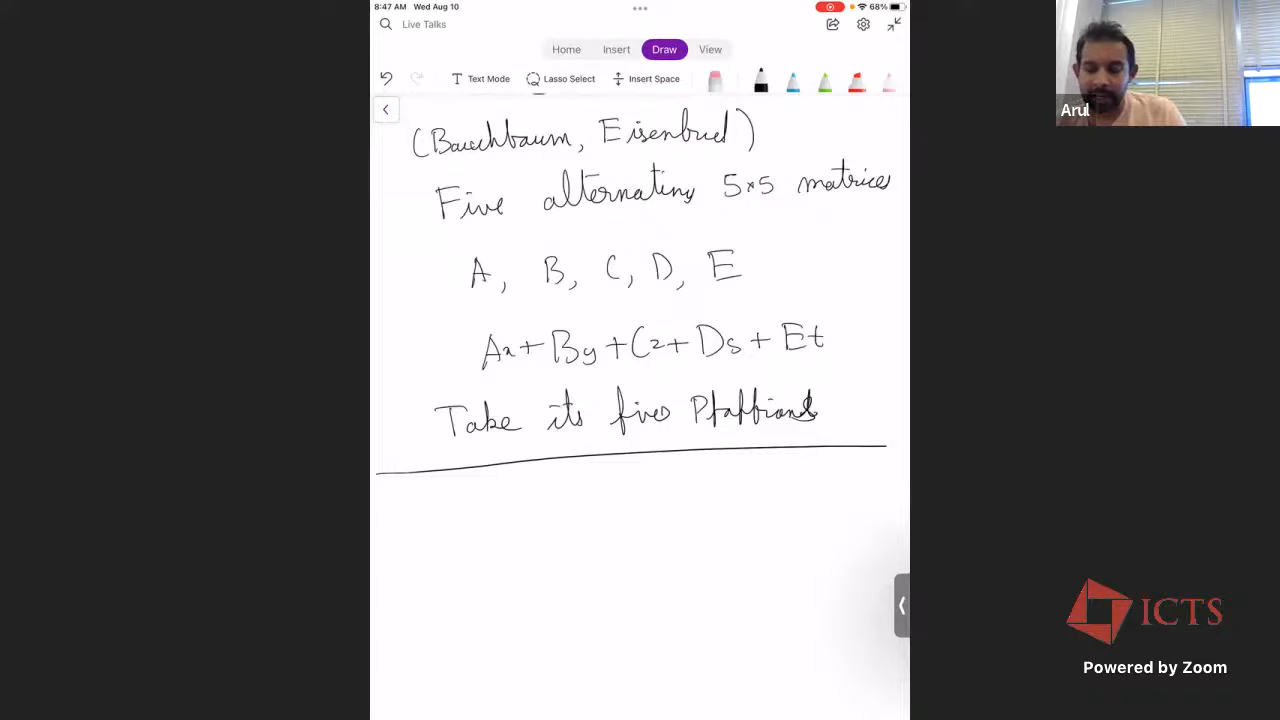 8:47 AM Wed Aug 10
68%
Live Talks
Home Insert Draw View
Text Mode Lasso Select Insert Space
Arul
(Bauchbaum, Eisenbud)
Five alternating 5×5 matrices
A, B, C, D, E
Ax + By + Cz + Ds + Et
Take its five Pfaffians
ICTS
Powered by Zoom